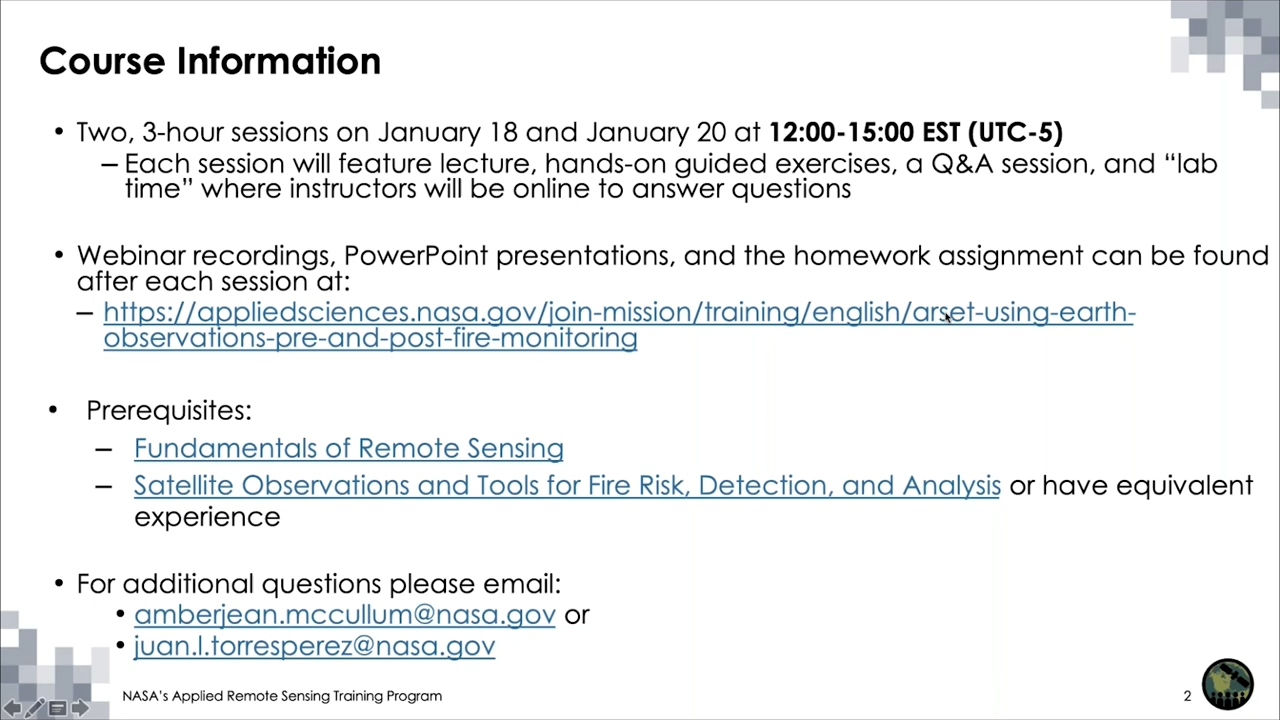 Course Information
• Two, 3-hour sessions on January 18 and January 20 at 12:00-15:00 EST (UTC-5)
– Each session will feature lecture, hands-on guided exercises, a Q&A session, and “lab
time” where instructors will be online to answer questions
• Webinar recordings, PowerPoint presentations, and the homework assignment can be found
after each session at:
– https://appliedsciences.nasa.gov/join-mission/training/english/arset-using-earth-
observations-pre-and-post-fire-monitoring
• Prerequisites:
– Fundamentals of Remote Sensing
– Satellite Observations and Tools for Fire Risk, Detection, and Analysis or have equivalent
experience
• For additional questions please email:
• amberjean.mccullum@nasa.gov or
• juan.l.torresperez@nasa.gov
NASA’s Applied Remote Sensing Training Program
2